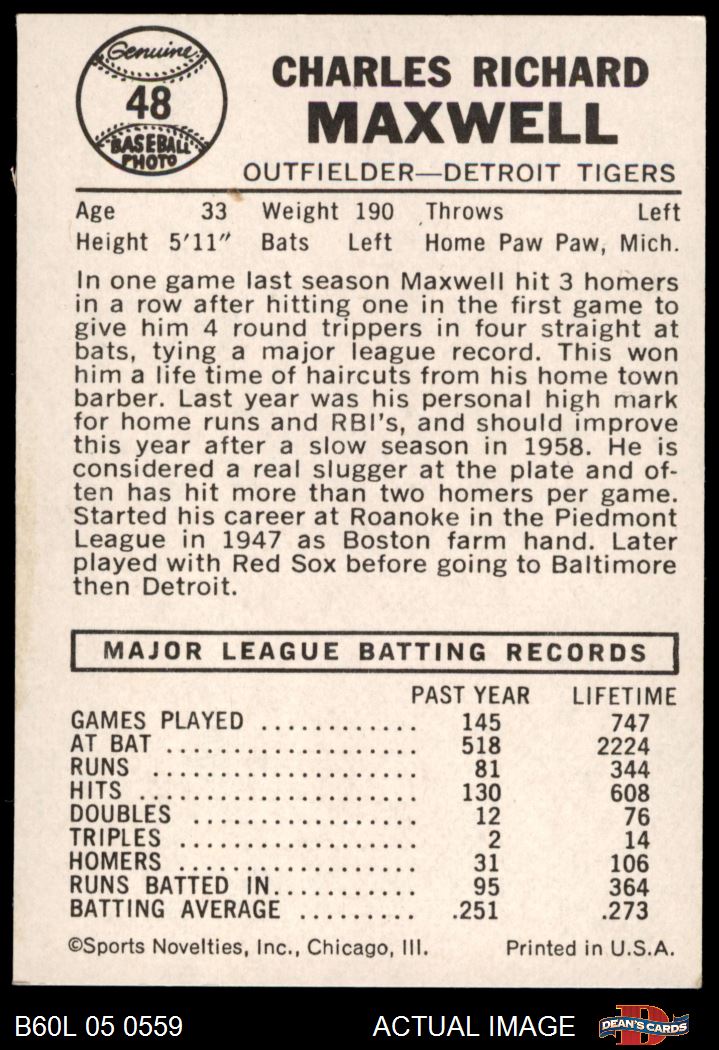 Genuine
48
BASEBALL
PHOTO
CHARLES RICHARD
MAXWELL
OUTFIELDER—DETROIT TIGERS
Age 33 Weight 190 Throws Left
Height 5'11" Bats Left Home Paw Paw, Mich.
In one game last season Maxwell hit 3 homers
in a row after hitting one in the first game to
give him 4 round trippers in four straight at
bats, tying a major league record. This won
him a life time of haircuts from his home town
barber. Last year was his personal high mark
for home runs and RBI's, and should improve
this year after a slow season in 1958. He is
considered a real slugger at the plate and of-
ten has hit more than two homers per game.
Started his career at Roanoke in the Piedmont
League in 1947 as Boston farm hand. Later
played with Red Sox before going to Baltimore
then Detroit.
MAJOR LEAGUE BATTING RECORDS
PAST YEAR LIFETIME
GAMES PLAYED ............ 145 747
AT BAT ................... 518 2224
RUNS .................... 81 344
HITS ..................... 130 608
DOUBLES ................. 12 76
TRIPLES .................. 2 14
HOMERS .................. 31 106
RUNS BATTED IN........... 95 364
BATTING AVERAGE ......... .251 .273
©Sports Novelties, Inc., Chicago, Ill. Printed in U.S.A.
B60L 05 0559 ACTUAL IMAGE D DEAN'S CARDS